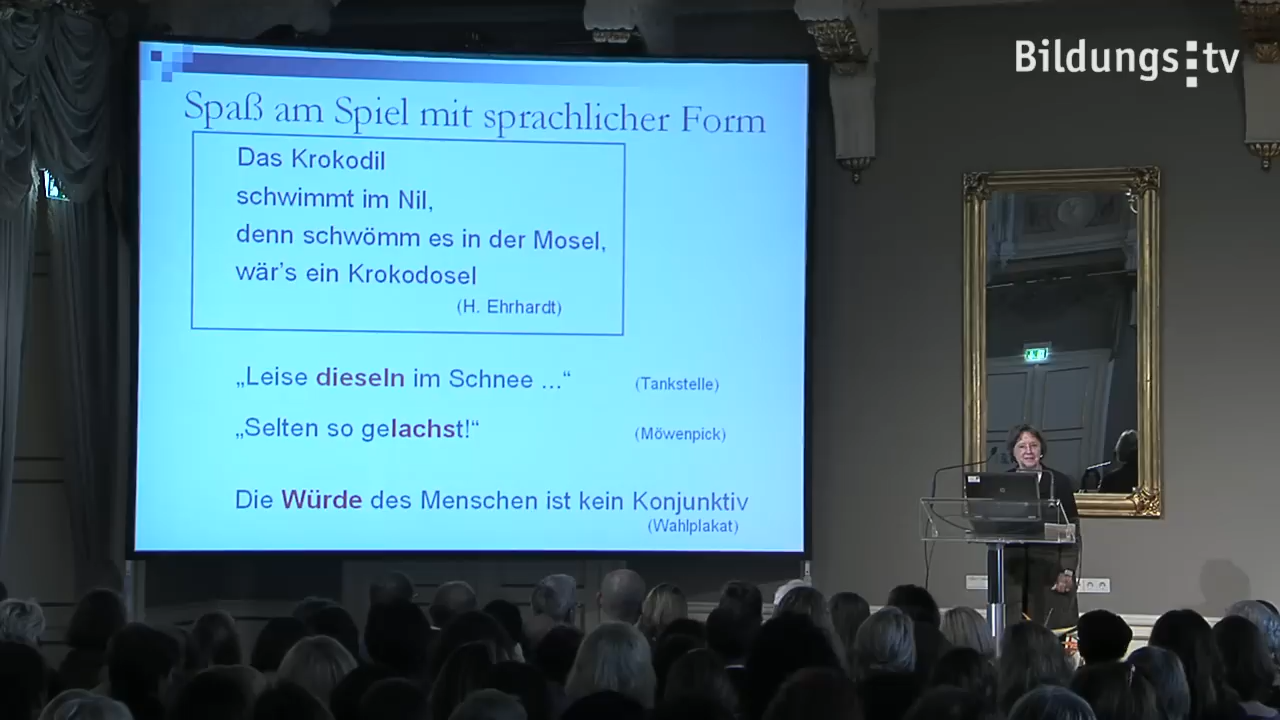 Bildungs:tv
Spaß am Spiel mit sprachlicher Form
Das Krokodil
schwimmt im Nil,
denn schwömm es in der Mosel,
wär's ein Krokodosel
(H. Ehrhardt)
„Leise dieseln im Schnee ...“ (Tankstelle)
„Selten so gelachst!“ (Möwenpick)
Die Würde des Menschen ist kein Konjunktiv
(Wahlplakat)